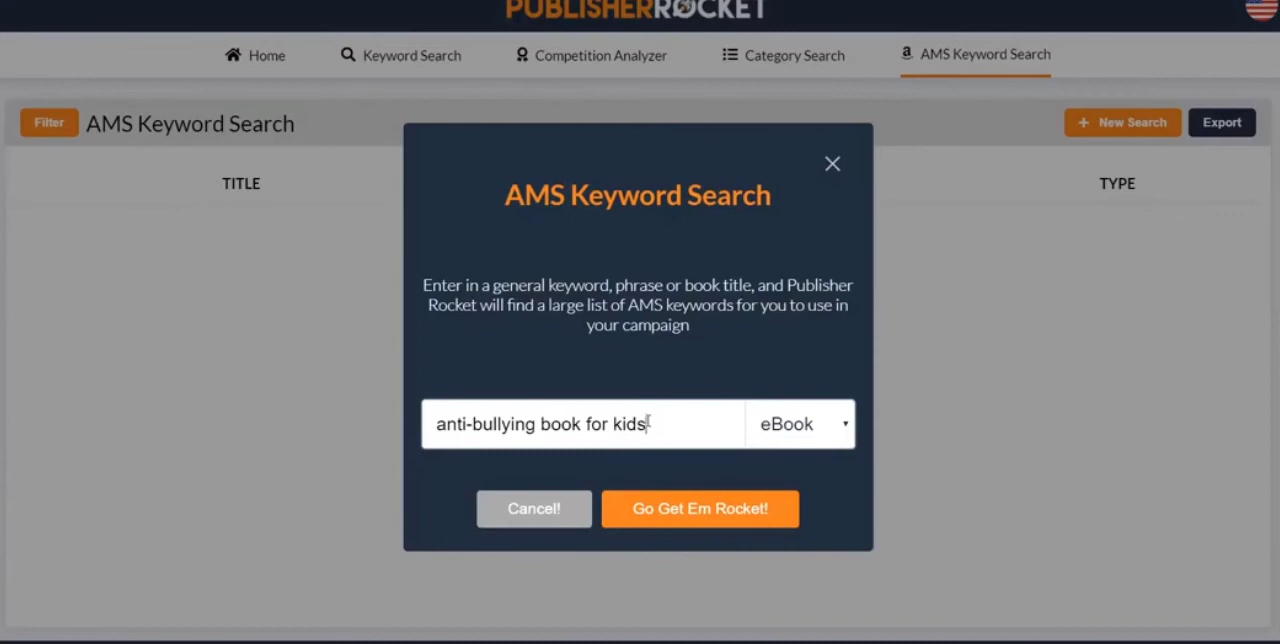 PUBLISHERROCKET
Home Keyword Search Competition Analyzer Category Search AMS Keyword Search
Filter AMS Keyword Search + New Search Export
TITLE TYPE
AMS Keyword Search
Enter in a general keyword, phrase or book title, and Publisher
Rocket will find a large list of AMS keywords for you to use in
your campaign
anti-bullying book for kids eBook
Cancel! Go Get Em Rocket!